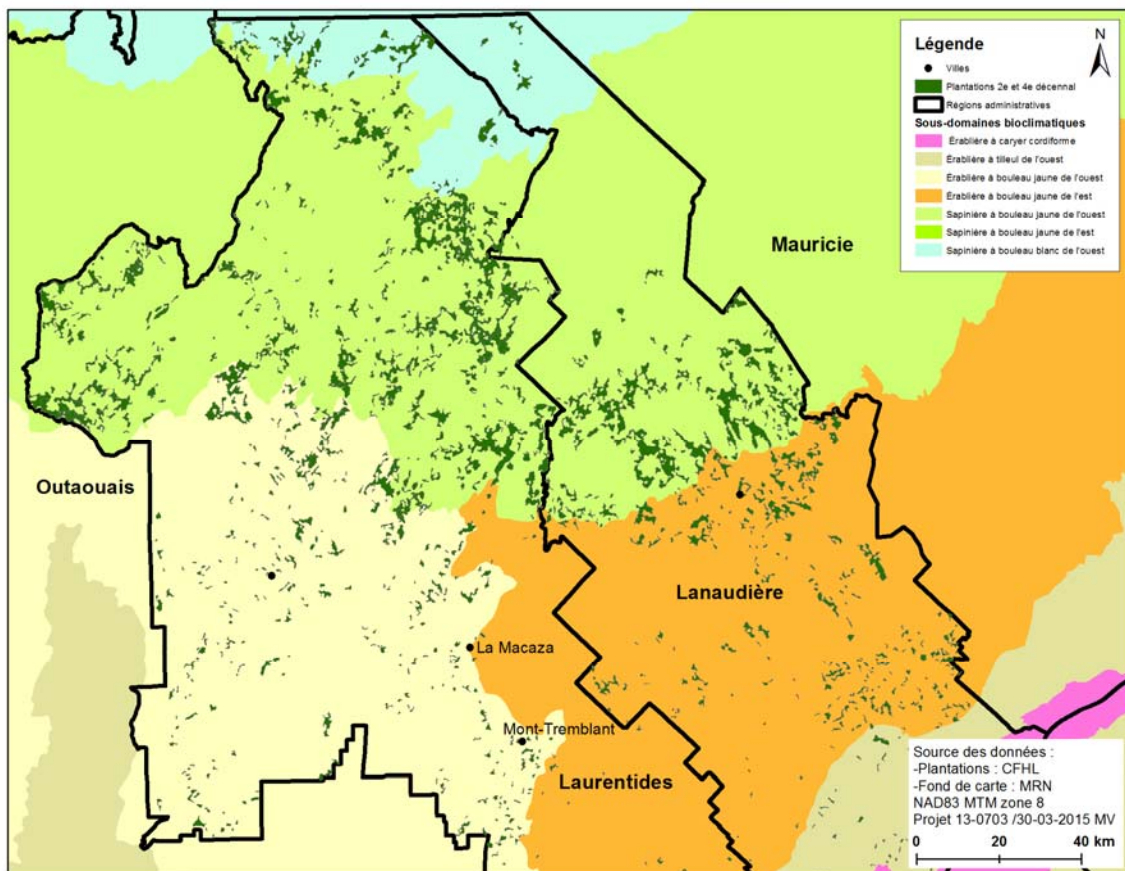 Légende
N
Villes
Plantations 2e et 4e décennal
Régions administratives
Sous-domaines bioclimatiques
Érablière à caryer cordiforme
Érablière à tilleul de l'ouest
Érablière à bouleau jaune de l'ouest
Érablière à bouleau jaune de l'est
Sapinière à bouleau jaune de l'ouest
Sapinière à bouleau jaune de l'est
Sapinière à bouleau blanc de l'ouest
Mauricie
Outaouais
Lanaudière
La Macaza
Mont-Tremblant
Laurentides
Source des données :
-Plantations : CFHL
-Fond de carte : MRN
NAD83 MTM zone 8
Projet 13-0703 /30-03-2015 MV
0 20 40 km